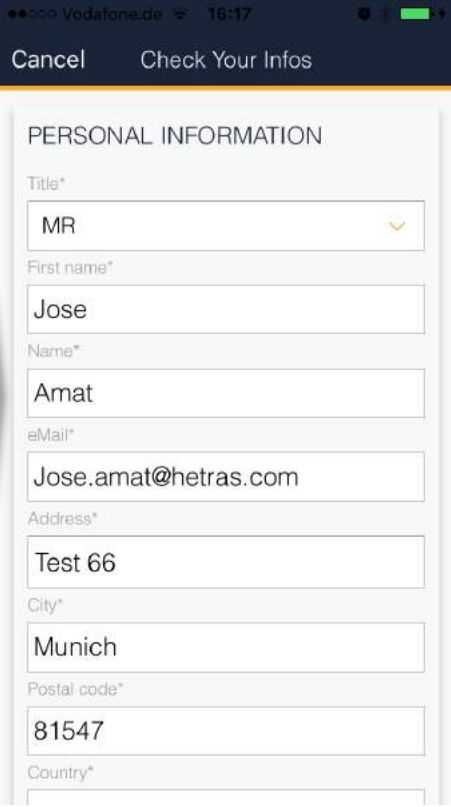 Vodafone.de 16:17
Cancel Check Your Infos
PERSONAL INFORMATION
Title*
MR
First name*
Jose
Name*
Amat
eMail*
Jose.amat@hetras.com
Address*
Test 66
City*
Munich
Postal code*
81547
Country*